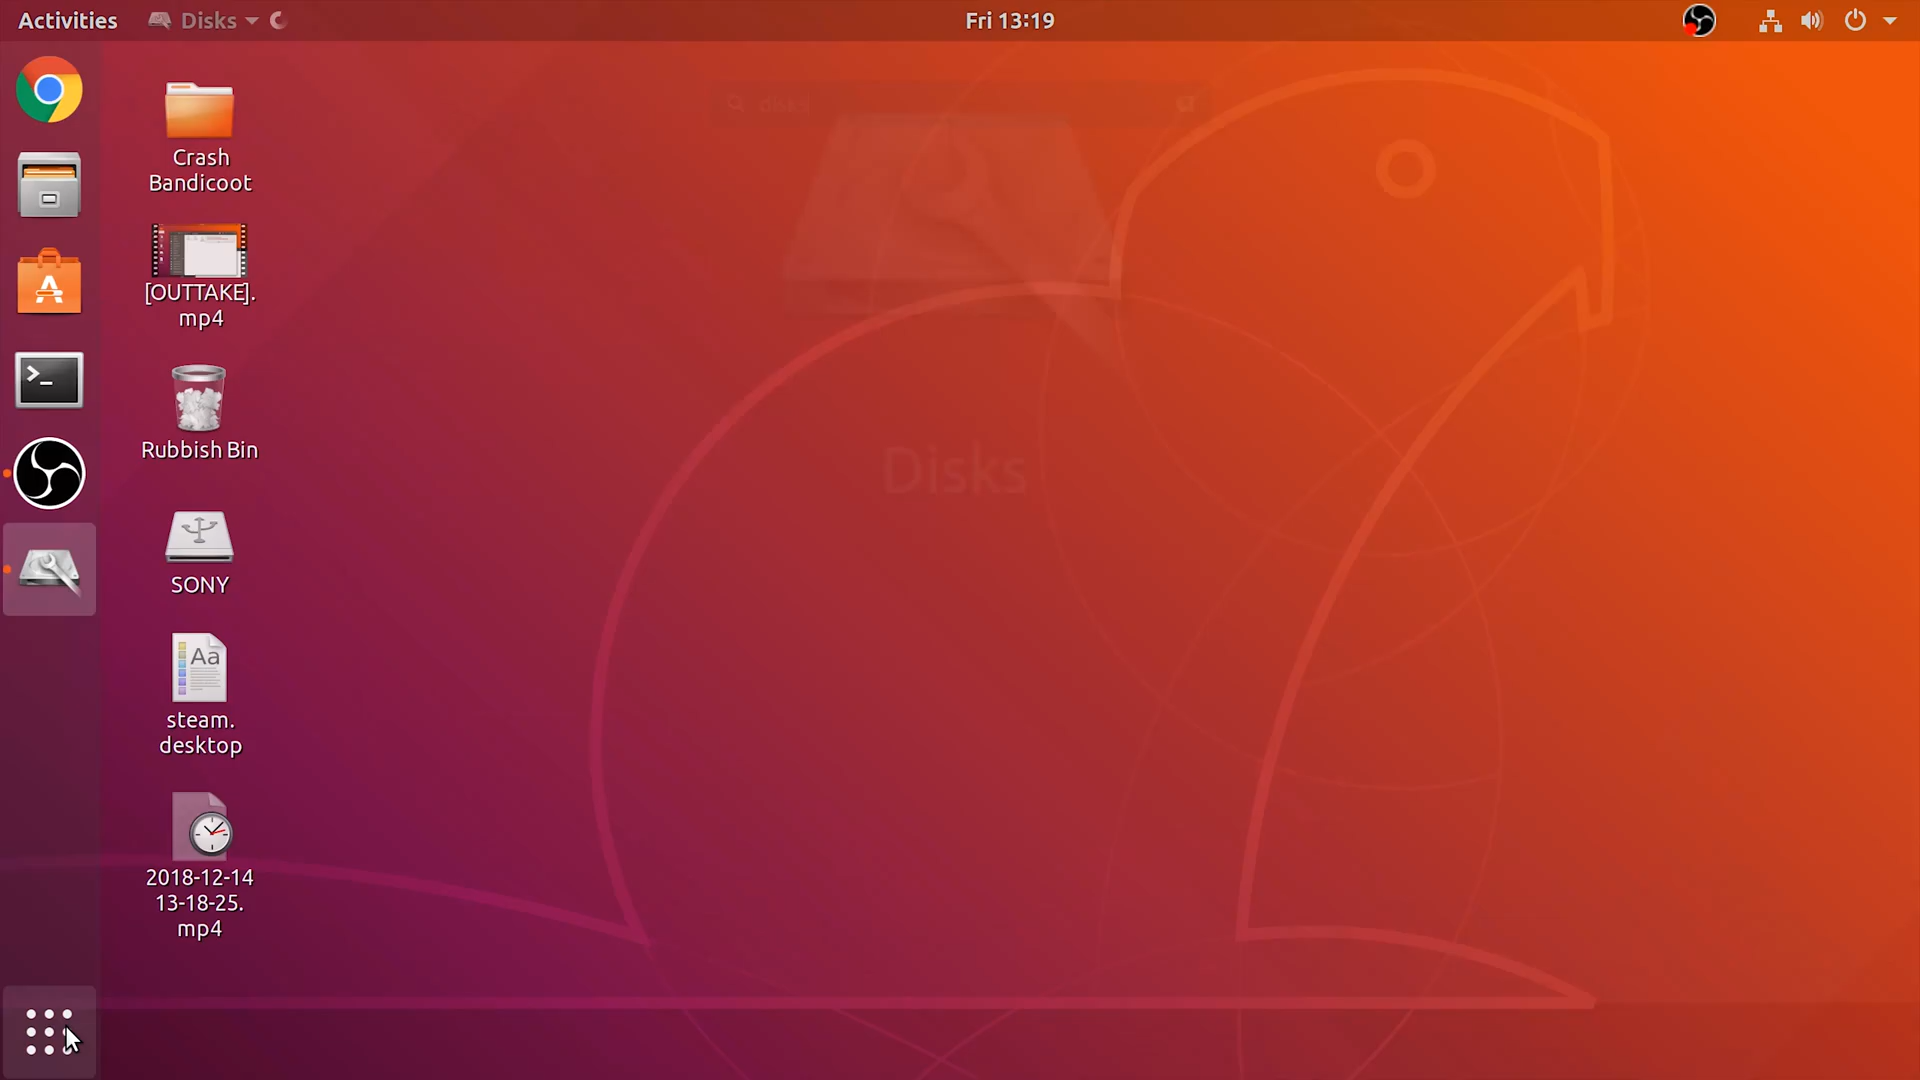 Activities
Disks
Fri 13:19
disks
Crash
Bandicoot
[OUTTAKE].
mp4
Rubbish Bin
Disks
SONY
Aa
steam.
desktop
2018-12-14
13-18-25.
mp4